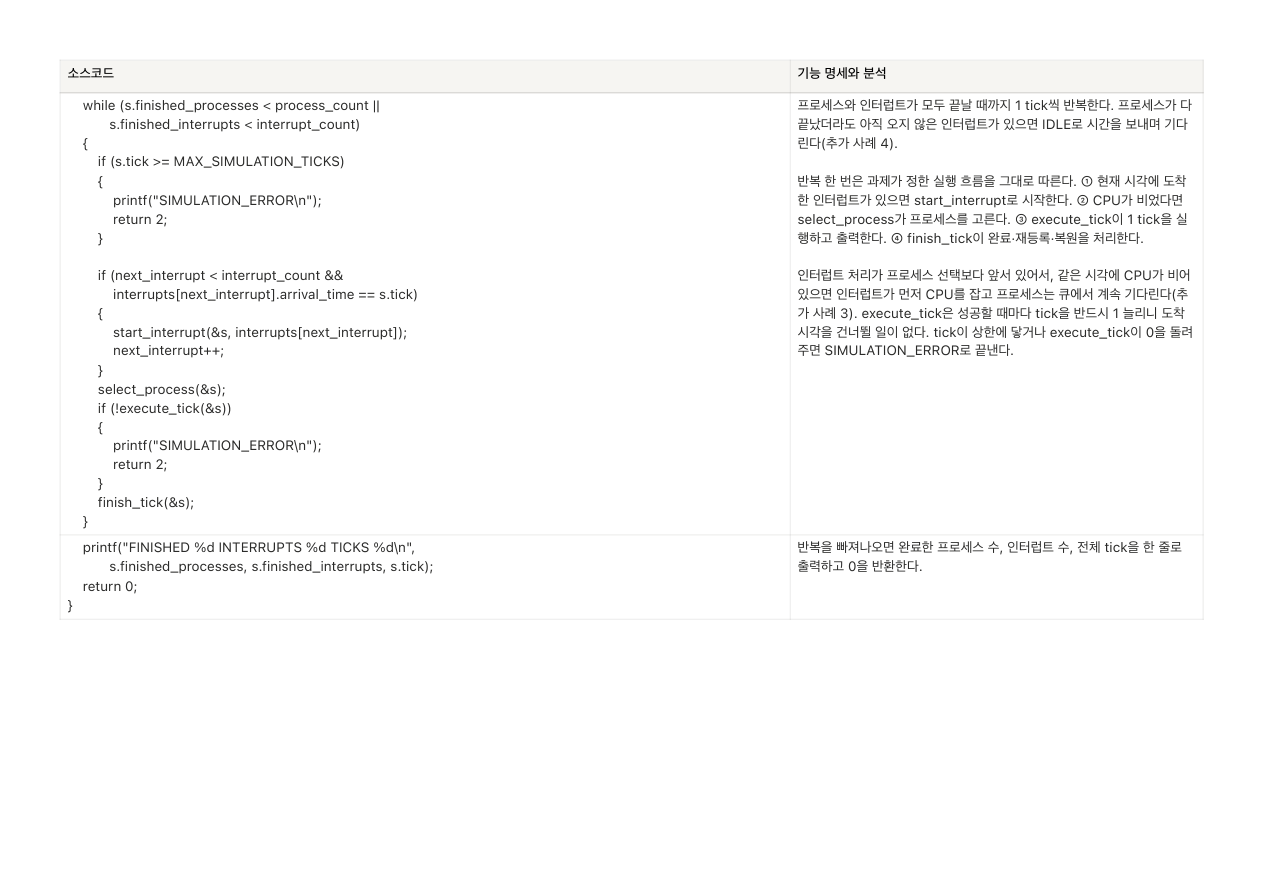 소스코드
기능 명세와 분석
while (s.finished_processes < process_count ||
s.finished_interrupts < interrupt_count)
{
if (s.tick >= MAX_SIMULATION_TICKS)
{
printf("SIMULATION_ERROR\n");
return 2;
}
if (next_interrupt < interrupt_count &&
interrupts[next_interrupt].arrival_time == s.tick)
{
start_interrupt(&s, interrupts[next_interrupt]);
next_interrupt++;
}
select_process(&s);
if (!execute_tick(&s))
{
printf("SIMULATION_ERROR\n");
return 2;
}
finish_tick(&s);
}
프로세스와 인터럽트가 모두 끝날 때까지 1 tick씩 반복한다. 프로세스가 다
끝났더라도 아직 오지 않은 인터럽트가 있으면 IDLE로 시간을 보내며 기다
린다(추가 사례 4).
반복 한 번은 과제가 정한 실행 흐름을 그대로 따른다. ① 현재 시각에 도착
한 인터럽트가 있으면 start_interrupt로 시작한다. ② CPU가 비었다면
select_process가 프로세스를 고른다. ③ execute_tick이 1 tick을 실
행하고 출력한다. ④ finish_tick이 완료·재등록·복원을 처리한다.
인터럽트 처리가 프로세스 선택보다 앞서 있어서, 같은 시각에 CPU가 비어
있으면 인터럽트가 먼저 CPU를 잡고 프로세스는 큐에서 계속 기다린다(추
가 사례 3). execute_tick은 성공할 때마다 tick을 반드시 1 늘리니 도착
시각을 건너뛸 일이 없다. tick이 상한에 닿거나 execute_tick이 0을 돌려
주면 SIMULATION_ERROR로 끝낸다.
printf("FINISHED %d INTERRUPTS %d TICKS %d\n",
s.finished_processes, s.finished_interrupts, s.tick);
return 0;
}
반복을 빠져나오면 완료한 프로세스 수, 인터럽트 수, 전체 tick을 한 줄로
출력하고 0을 반환한다.